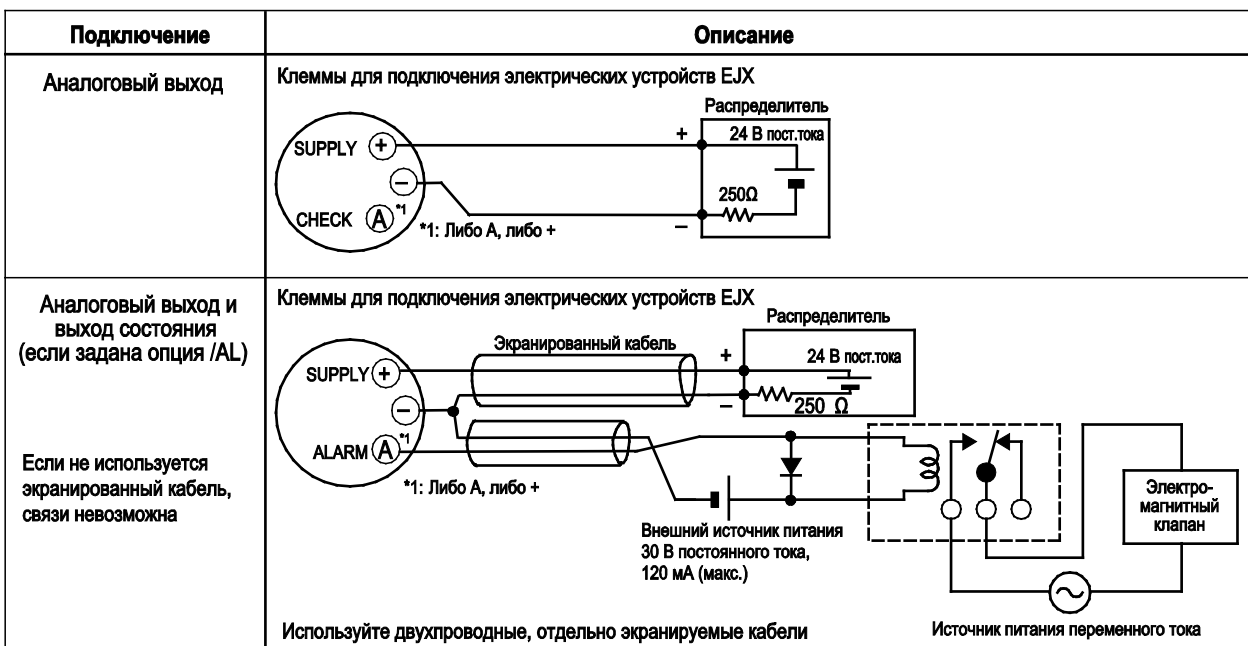 Подключение
Описание
Аналоговый выход
Клеммы для подключения электрических устройств EJX
Распределитель
SUPPLY +
+
24 В пост.тока
−
250Ω
CHECK A *1
*1: Либо А, либо +
−
Аналоговый выход и
выход состояния
(если задана опция /AL)
Если не используется
экранированный кабель,
связи невозможна
Клеммы для подключения электрических устройств EJX
Распределитель
Экранированный кабель
+
24 В пост.тока
SUPPLY +
−
−
250 Ω
ALARM A *1
*1: Либо А, либо +
Внешний источник питания
30 В постоянного тока,
120 мА (макс.)
Электро-
магнитный
клапан
Источник питания переменного тока
Используйте двухпроводные, отдельно экранируемые кабели